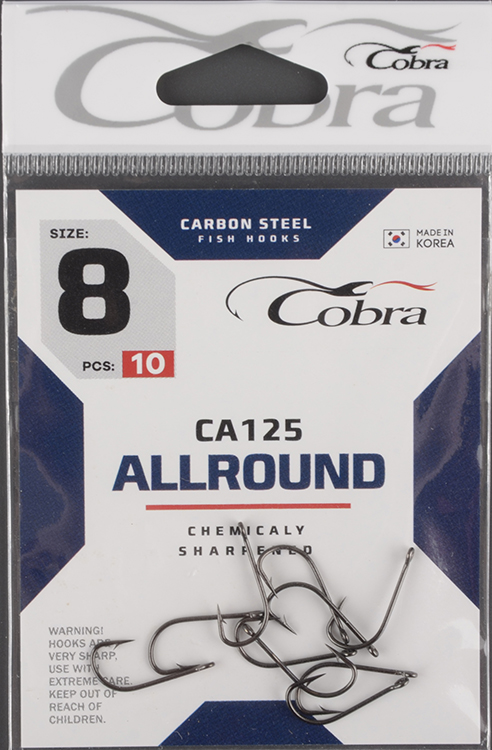 Cobra
Cobra
CARBON STEEL
FISH HOOKS
SIZE:
8
PCS: 10
MADE IN
KOREA
Cobra
CA125
ALLROUND
CHEMICALY
SHARPENED
WARNING!
HOOKS ARE
VERY SHARP,
USE WITH
EXTREME CARE.
KEEP OUT OF
REACH OF
CHILDREN.